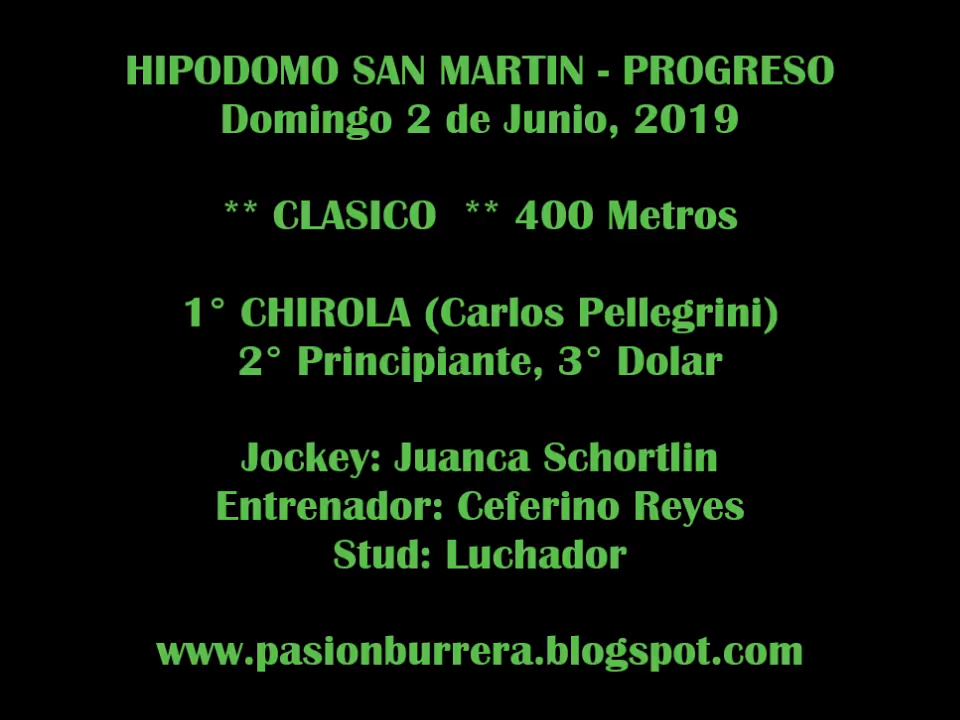 HIPODOMO SAN MARTIN - PROGRESO
Domingo 2 de Junio, 2019
** CLASICO  ** 400 Metros
1° CHIROLA (Carlos Pellegrini)
2° Principiante, 3° Dolar
Jockey: Juanca Schortlin
Entrenador: Ceferino Reyes
Stud: Luchador
www.pasionburrera.blogspot.com